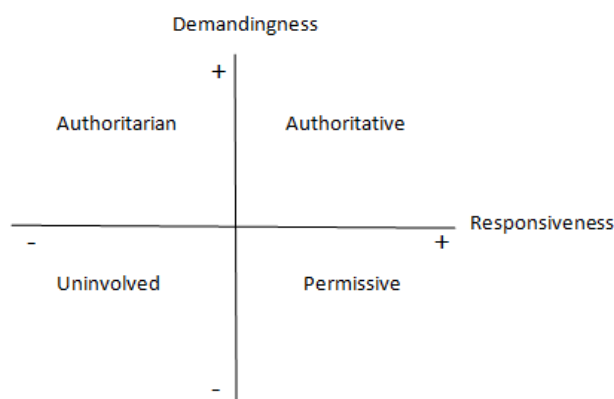 Demandingness
+
Authoritarian
Authoritative
Responsiveness
-
+
Uninvolved
Permissive
-